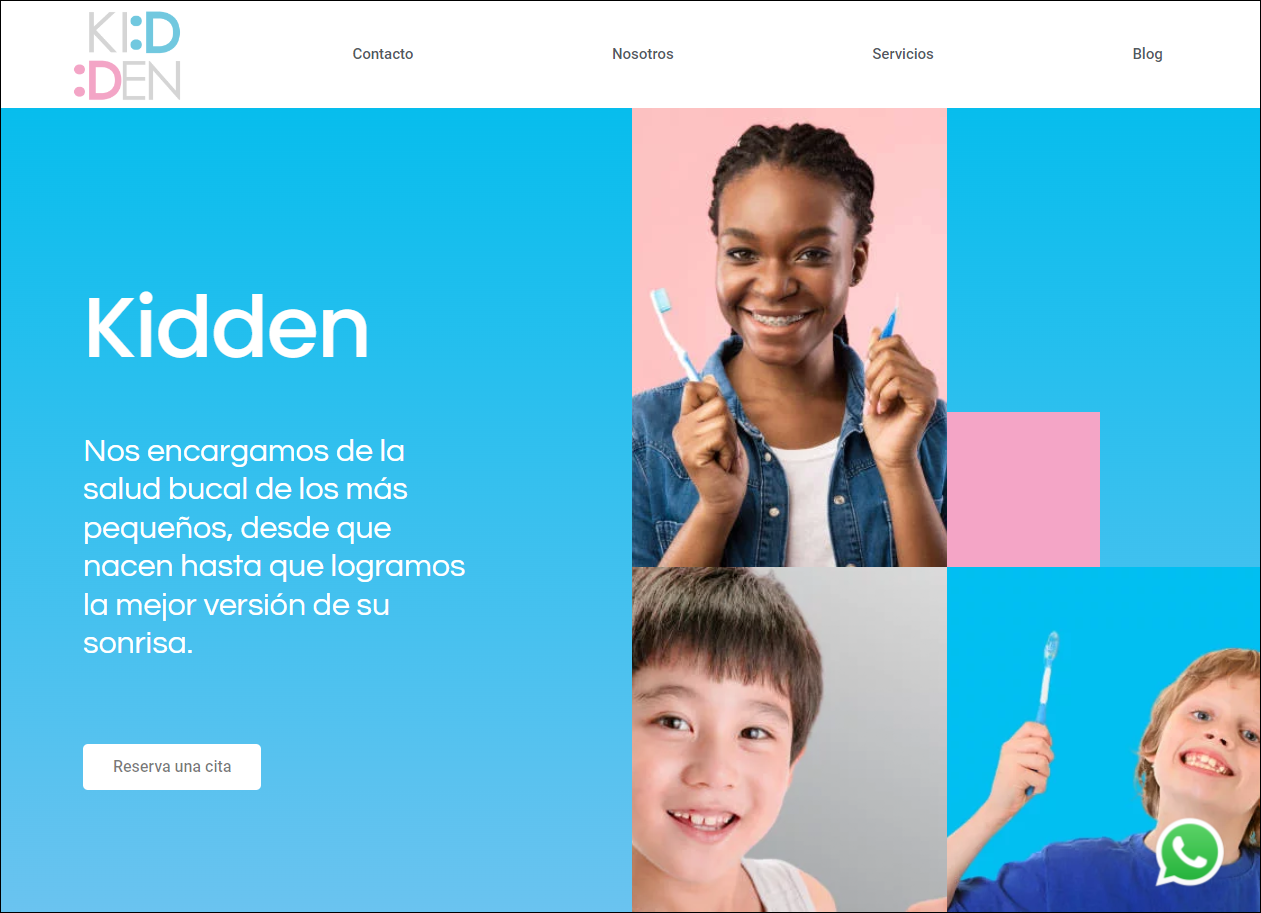 KI:D
:DEN
Contacto
Nosotros
Servicios
Blog
Kidden
Nos encargamos de la
salud bucal de los más
pequeños, desde que
nacen hasta que logramos
la mejor versión de su
sonrisa.
Reserva una cita